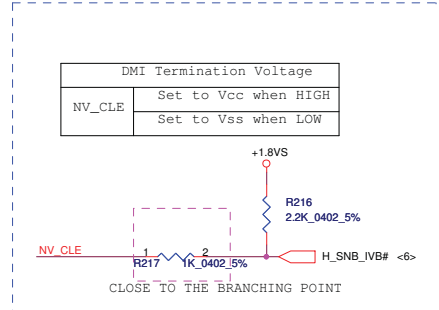 DMI Termination Voltage
NV_CLE
Set to Vcc when HIGH
Set to Vss when LOW
+1.8VS
R216
2.2K_0402_5%
NV_CLE
1
2
H_SNB_IVB# <6>
R217
1K_0402_5%
CLOSE TO THE BRANCHING POINT